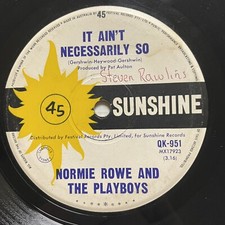 45
IT AIN'T
NECESSARILY SO
(Gershwin-Heyward-Gershwin)
Produced by Pat Aulton
Steven Rawlins
45
SUNSHINE
Distributed by Festival Records Pty. Limited, for Sunshine Records
QK-951
MX17923
(3.16)
NORMIE ROWE AND
THE PLAYBOYS